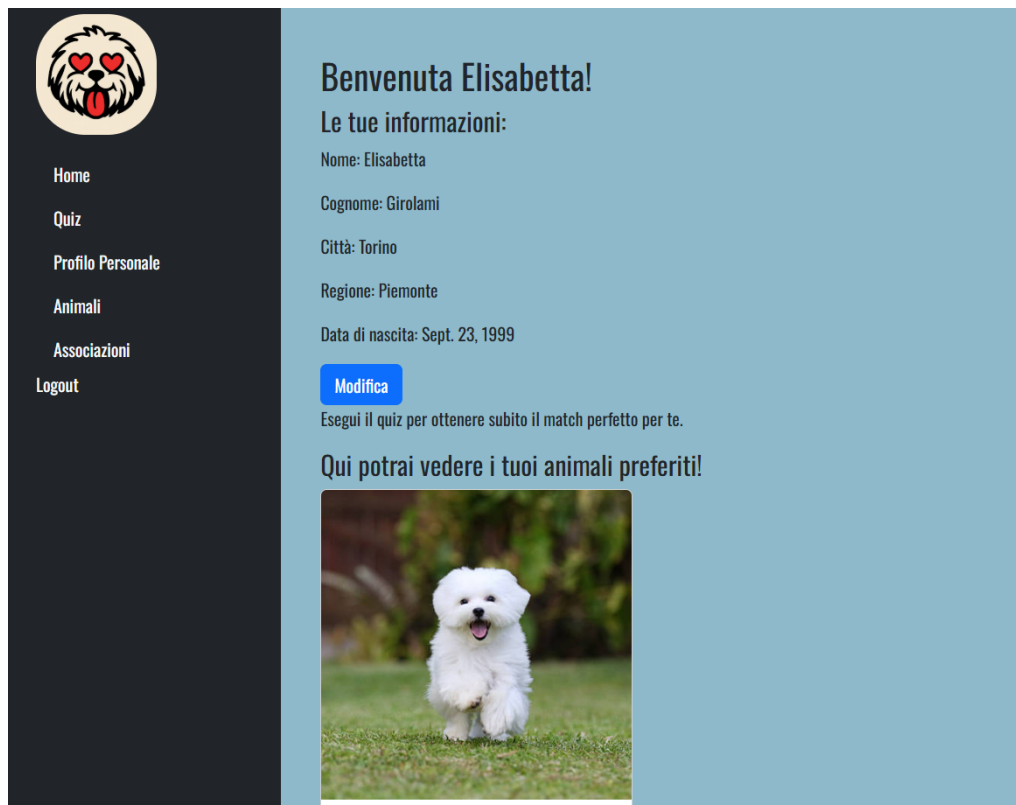 Home
Quiz
Profilo Personale
Animali
Associazioni
Logout
Benvenuta Elisabetta!
Le tue informazioni:
Nome: Elisabetta
Cognome: Girolami
Città: Torino
Regione: Piemonte
Data di nascita: Sept. 23, 1999
Modifica
Esegui il quiz per ottenere subito il match perfetto per te.
Qui potrai vedere i tuoi animali preferiti!